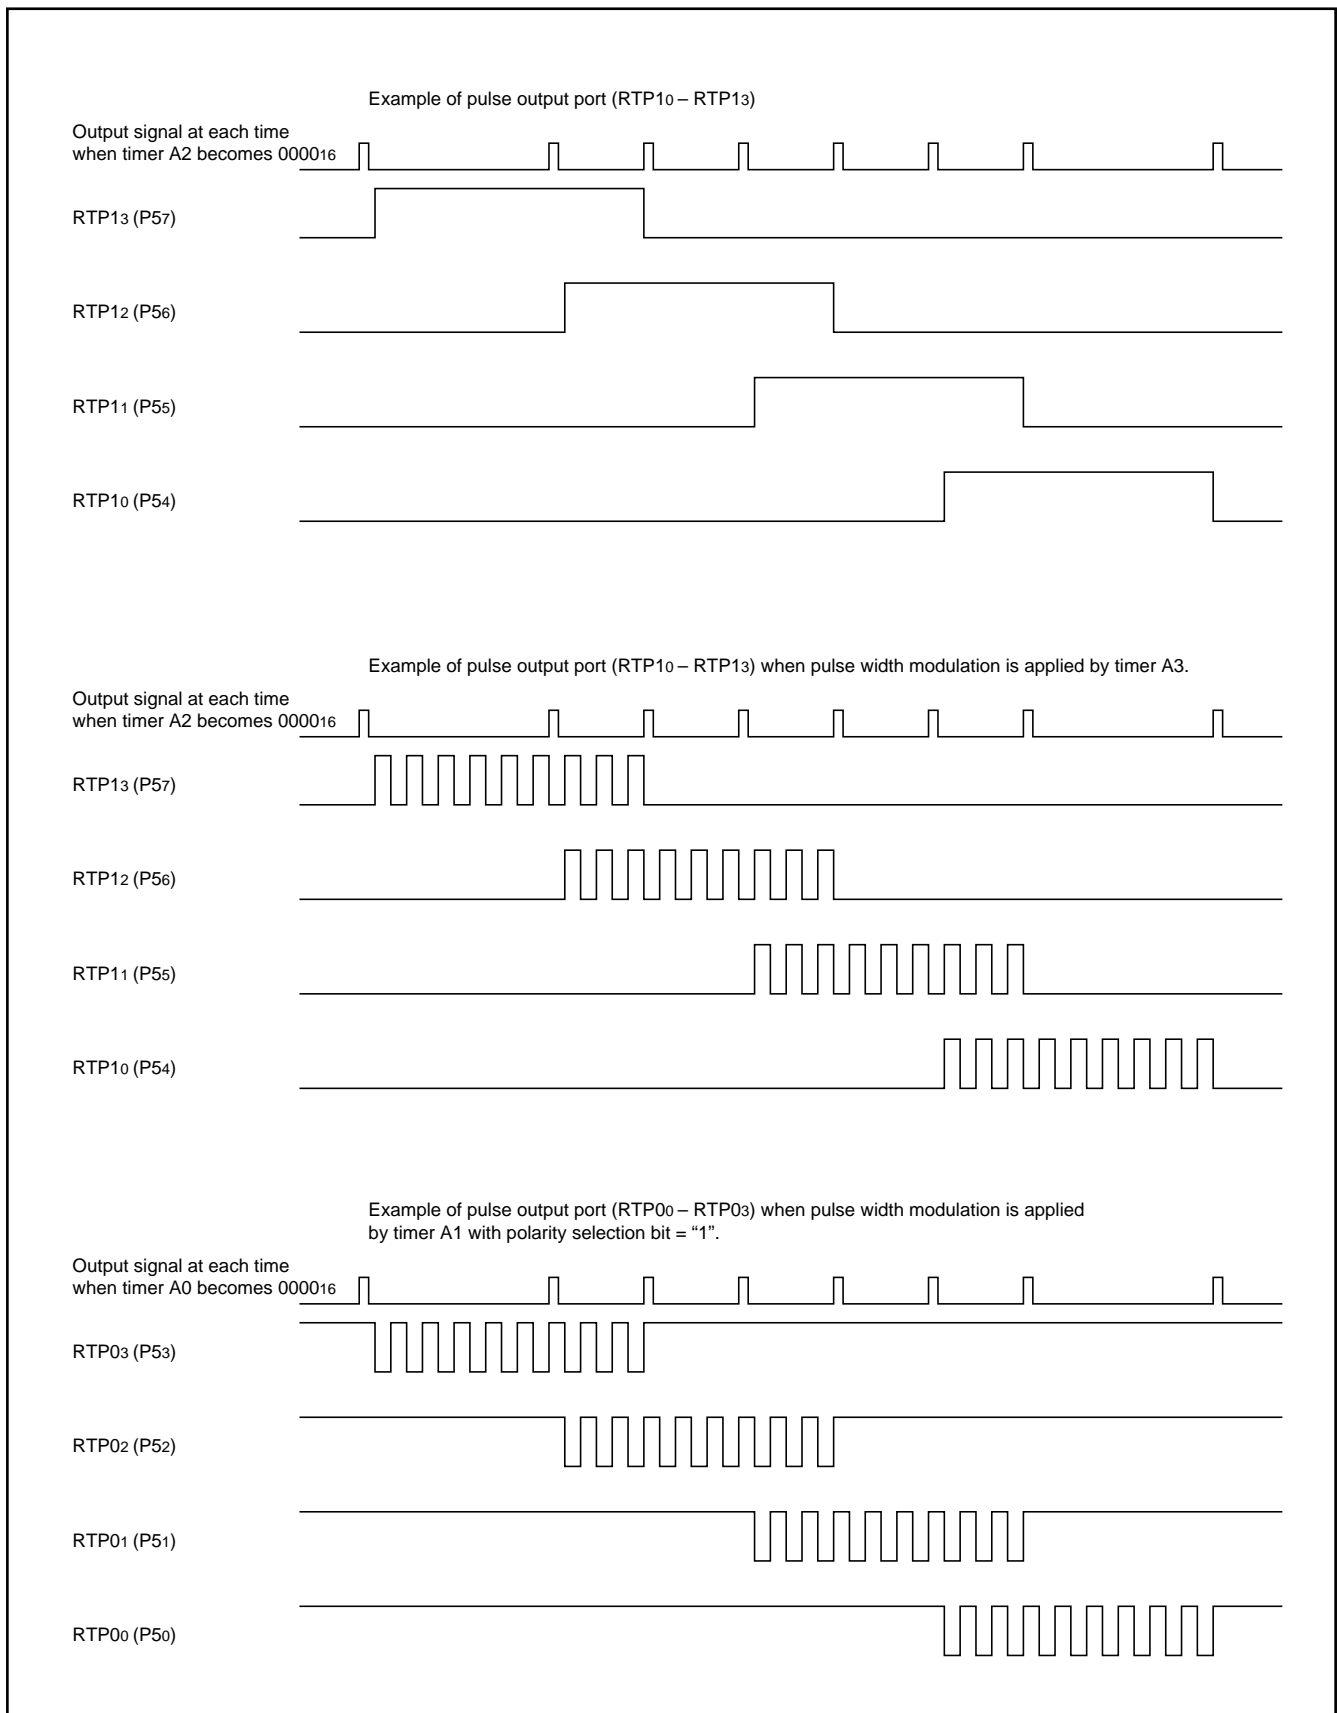 Example of pulse output port (RTP10 – RTP13)
Output signal at each time
when timer A2 becomes 000016
RTP13 (P57)
RTP12 (P56)
RTP11 (P55)
RTP10 (P54)
Example of pulse output port (RTP10 – RTP13) when pulse width modulation is applied by timer A3.
Output signal at each time
when timer A2 becomes 000016
RTP13 (P57)
RTP12 (P56)
RTP11 (P55)
RTP10 (P54)
Example of pulse output port (RTP00 – RTP03) when pulse width modulation is applied
by timer A1 with polarity selection bit = “1”.
Output signal at each time
when timer A0 becomes 000016
RTP03 (P53)
RTP02 (P52)
RTP01 (P51)
RTP00 (P50)